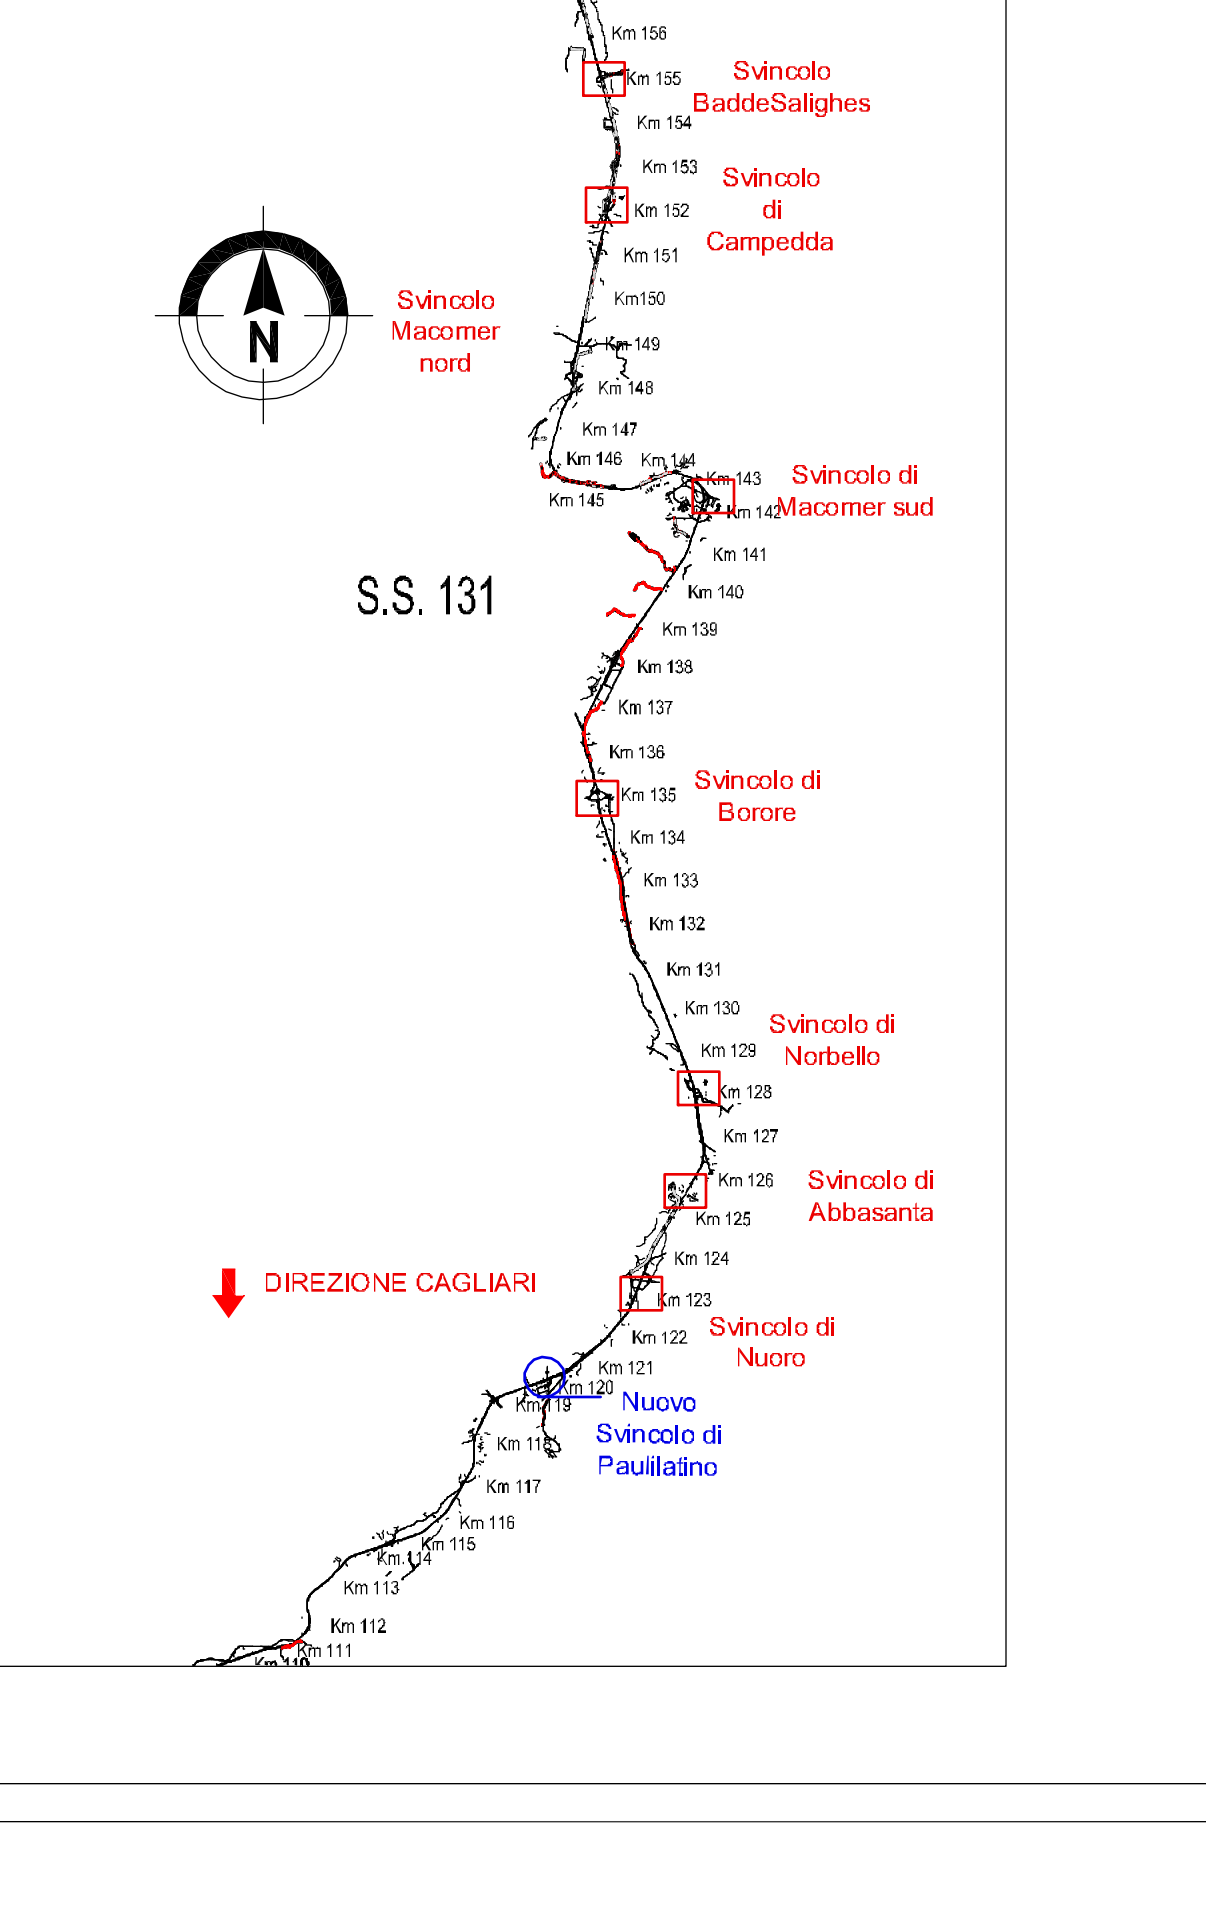 Km 156
Svincolo
BaddeSalighes
Km 155
Km 154
Km 153
Svincolo
di
Campedda
Km 152
Km 151
Svincolo
Macomer
nord
Km150
N
Km 149
Km 148
Km 147
Km 146
Km 144
Km 143
Svincolo di
Macomer sud
Km 145
Km 142
Km 141
S.S. 131
Km 140
Km 139
Km 138
Km 137
Km 136
Svincolo di
Borore
Km 135
Km 134
Km 133
Km 132
Km 131
Km 130
Svincolo di
Norbello
Km 129
Km 128
Km 127
Km 126
Svincolo di
Abbasanta
Km 125
Km 124
DIREZIONE CAGLIARI
Km 123
Svincolo di
Nuoro
Km 122
Km 121
Km 120
Nuovo
Svincolo di
Paulilatino
Km 119
Km 118
Km 117
Km 116
Km 115
Km 114
Km 113
Km 112
Km 111
Km 110